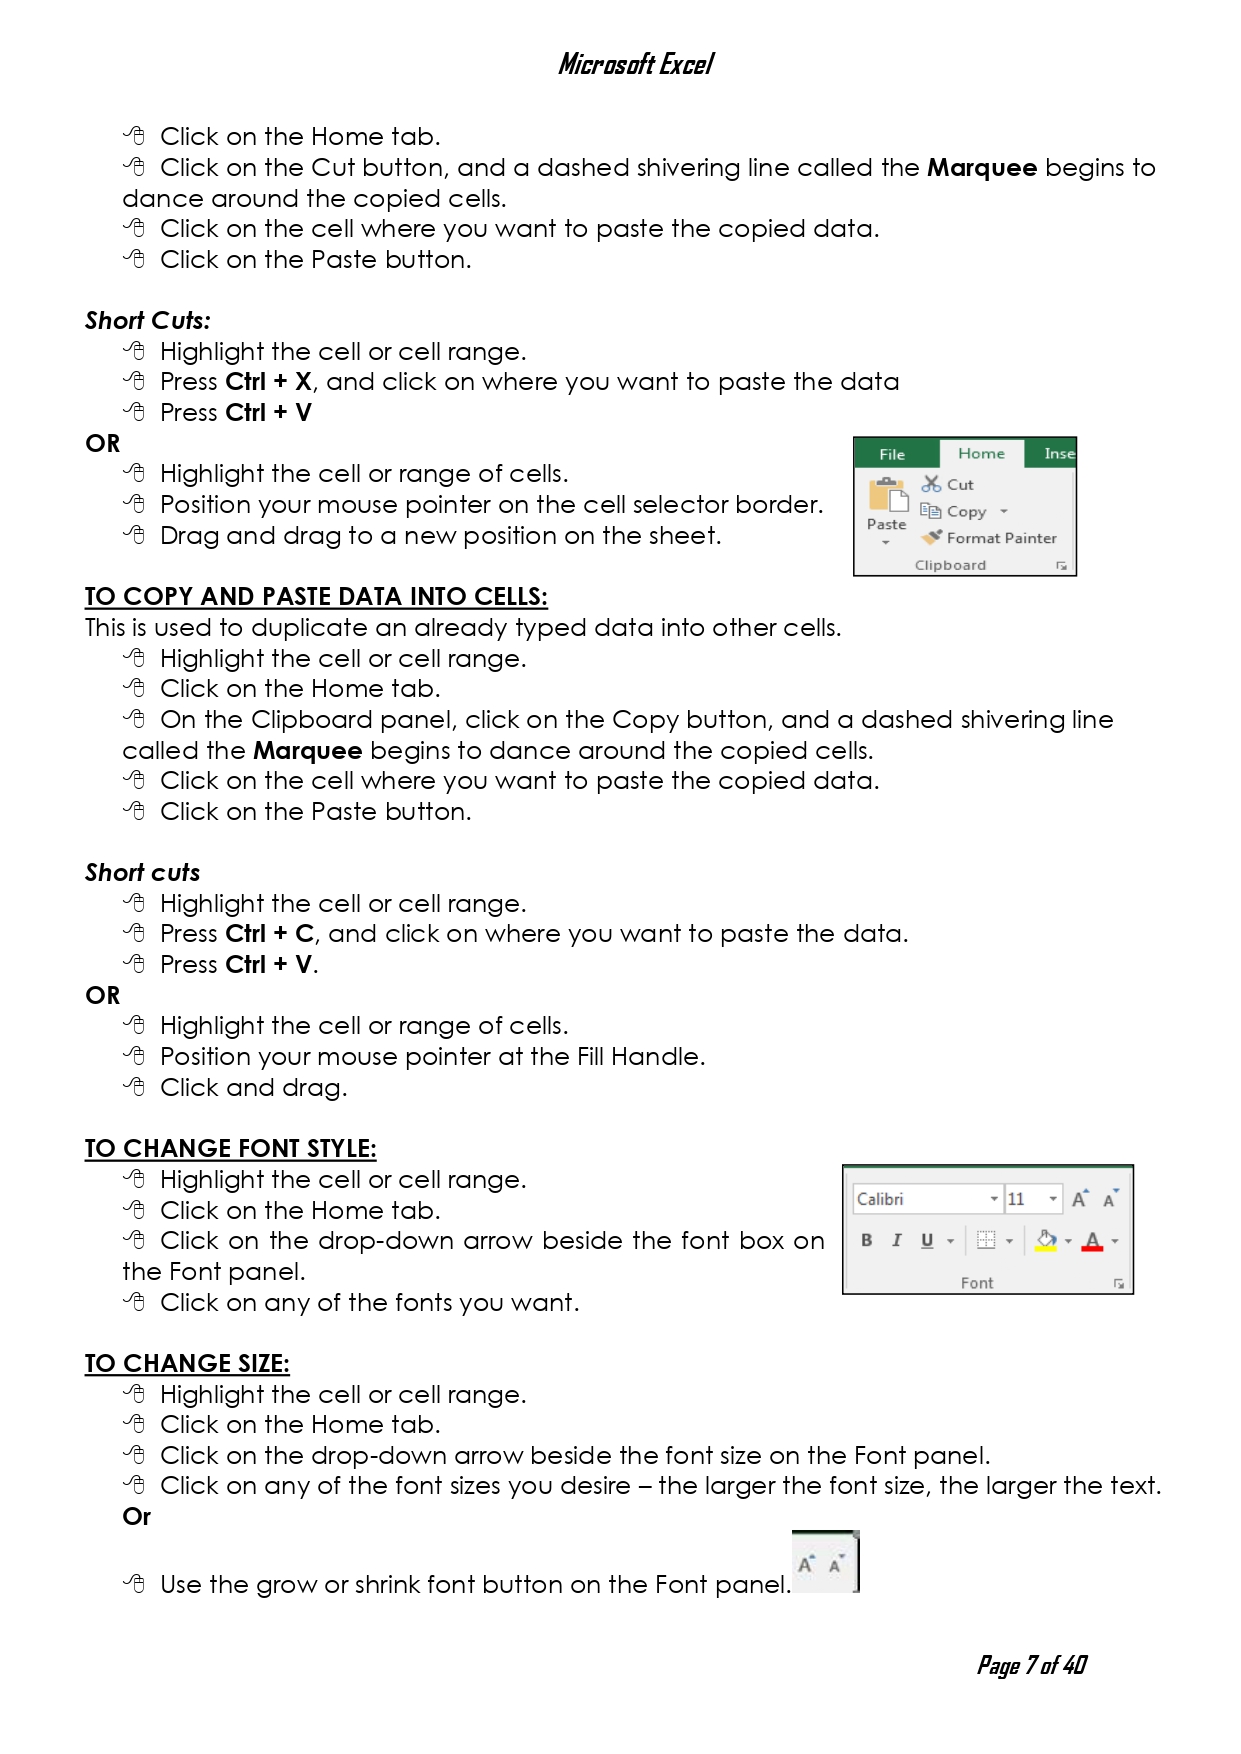 Microsoft Excel
Click on the Home tab.
Click on the Cut button, and a dashed shivering line called the Marquee begins to
dance around the copied cells.
Click on the cell where you want to paste the copied data.
Click on the Paste button.
Short Cuts:
Highlight the cell or cell range.
Press Ctrl + X, and click on where you want to paste the data
Press Ctrl + V
OR
Highlight the cell or range of cells.
Position your mouse pointer on the cell selector border.
Drag and drag to a new position on the sheet.
File Home Inse
Cut
Copy
Paste
Format Painter
Clipboard
TO COPY AND PASTE DATA INTO CELLS:
This is used to duplicate an already typed data into other cells.
Highlight the cell or cell range.
Click on the Home tab.
On the Clipboard panel, click on the Copy button, and a dashed shivering line
called the Marquee begins to dance around the copied cells.
Click on the cell where you want to paste the copied data.
Click on the Paste button.
Short cuts
Highlight the cell or cell range.
Press Ctrl + C, and click on where you want to paste the data.
Press Ctrl + V.
OR
Highlight the cell or range of cells.
Position your mouse pointer at the Fill Handle.
Click and drag.
TO CHANGE FONT STYLE:
Highlight the cell or cell range.
Click on the Home tab.
Click on the drop-down arrow beside the font box on
the Font panel.
Click on any of the fonts you want.
Calibri 11 A A
B I U A
Font
TO CHANGE SIZE:
Highlight the cell or cell range.
Click on the Home tab.
Click on the drop-down arrow beside the font size on the Font panel.
Click on any of the font sizes you desire – the larger the font size, the larger the text.
Or
Use the grow or shrink font button on the Font panel. A A
Page 7 of 40